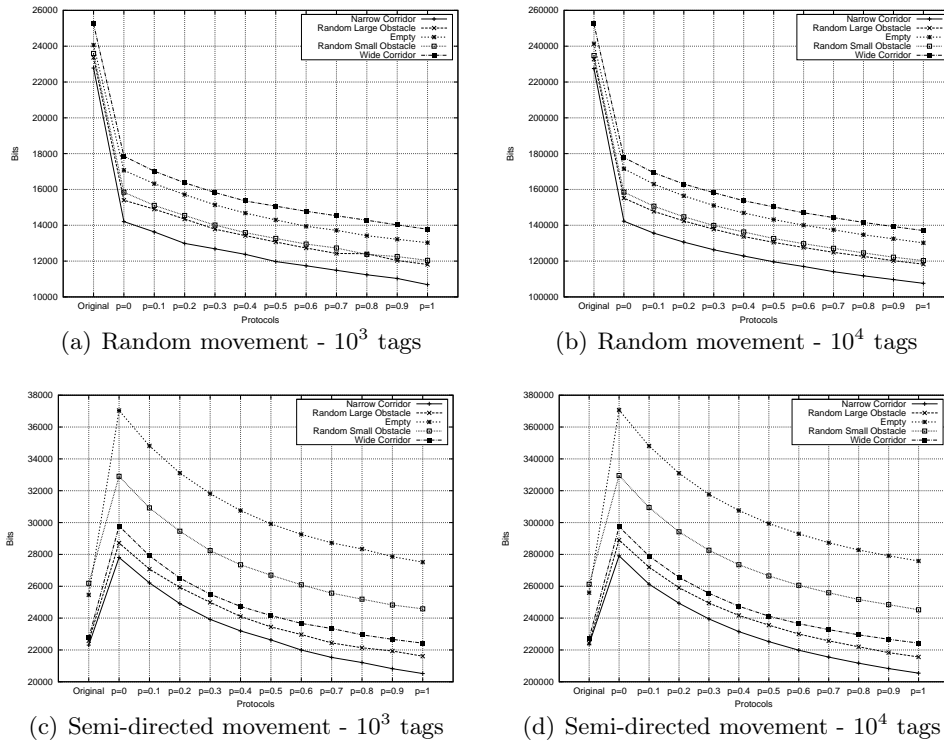 26000
24000
22000
20000
18000
16000
14000
12000
10000
Bits
Original p=0 p=0.1 p=0.2 p=0.3 p=0.4 p=0.5 p=0.6 p=0.7 p=0.8 p=0.9 p=1
Protocols
Narrow Corridor
Random Large Obstacle
Empty
Random Small Obstacle
Wide Corridor
(a) Random movement - 10³ tags
260000
240000
220000
200000
180000
160000
140000
120000
100000
Bits
Original p=0 p=0.1 p=0.2 p=0.3 p=0.4 p=0.5 p=0.6 p=0.7 p=0.8 p=0.9 p=1
Protocols
Narrow Corridor
Random Large Obstacle
Empty
Random Small Obstacle
Wide Corridor
(b) Random movement - 10⁴ tags
38000
36000
34000
32000
30000
28000
26000
24000
22000
20000
Bits
Original p=0 p=0.1 p=0.2 p=0.3 p=0.4 p=0.5 p=0.6 p=0.7 p=0.8 p=0.9 p=1
Protocols
Narrow Corridor
Random Large Obstacle
Empty
Random Small Obstacle
Wide Corridor
(c) Semi-directed movement - 10³ tags
380000
360000
340000
320000
300000
280000
260000
240000
220000
200000
Bits
Original p=0 p=0.1 p=0.2 p=0.3 p=0.4 p=0.5 p=0.6 p=0.7 p=0.8 p=0.9 p=1
Protocols
Narrow Corridor
Random Large Obstacle
Empty
Random Small Obstacle
Wide Corridor
(d) Semi-directed movement - 10⁴ tags